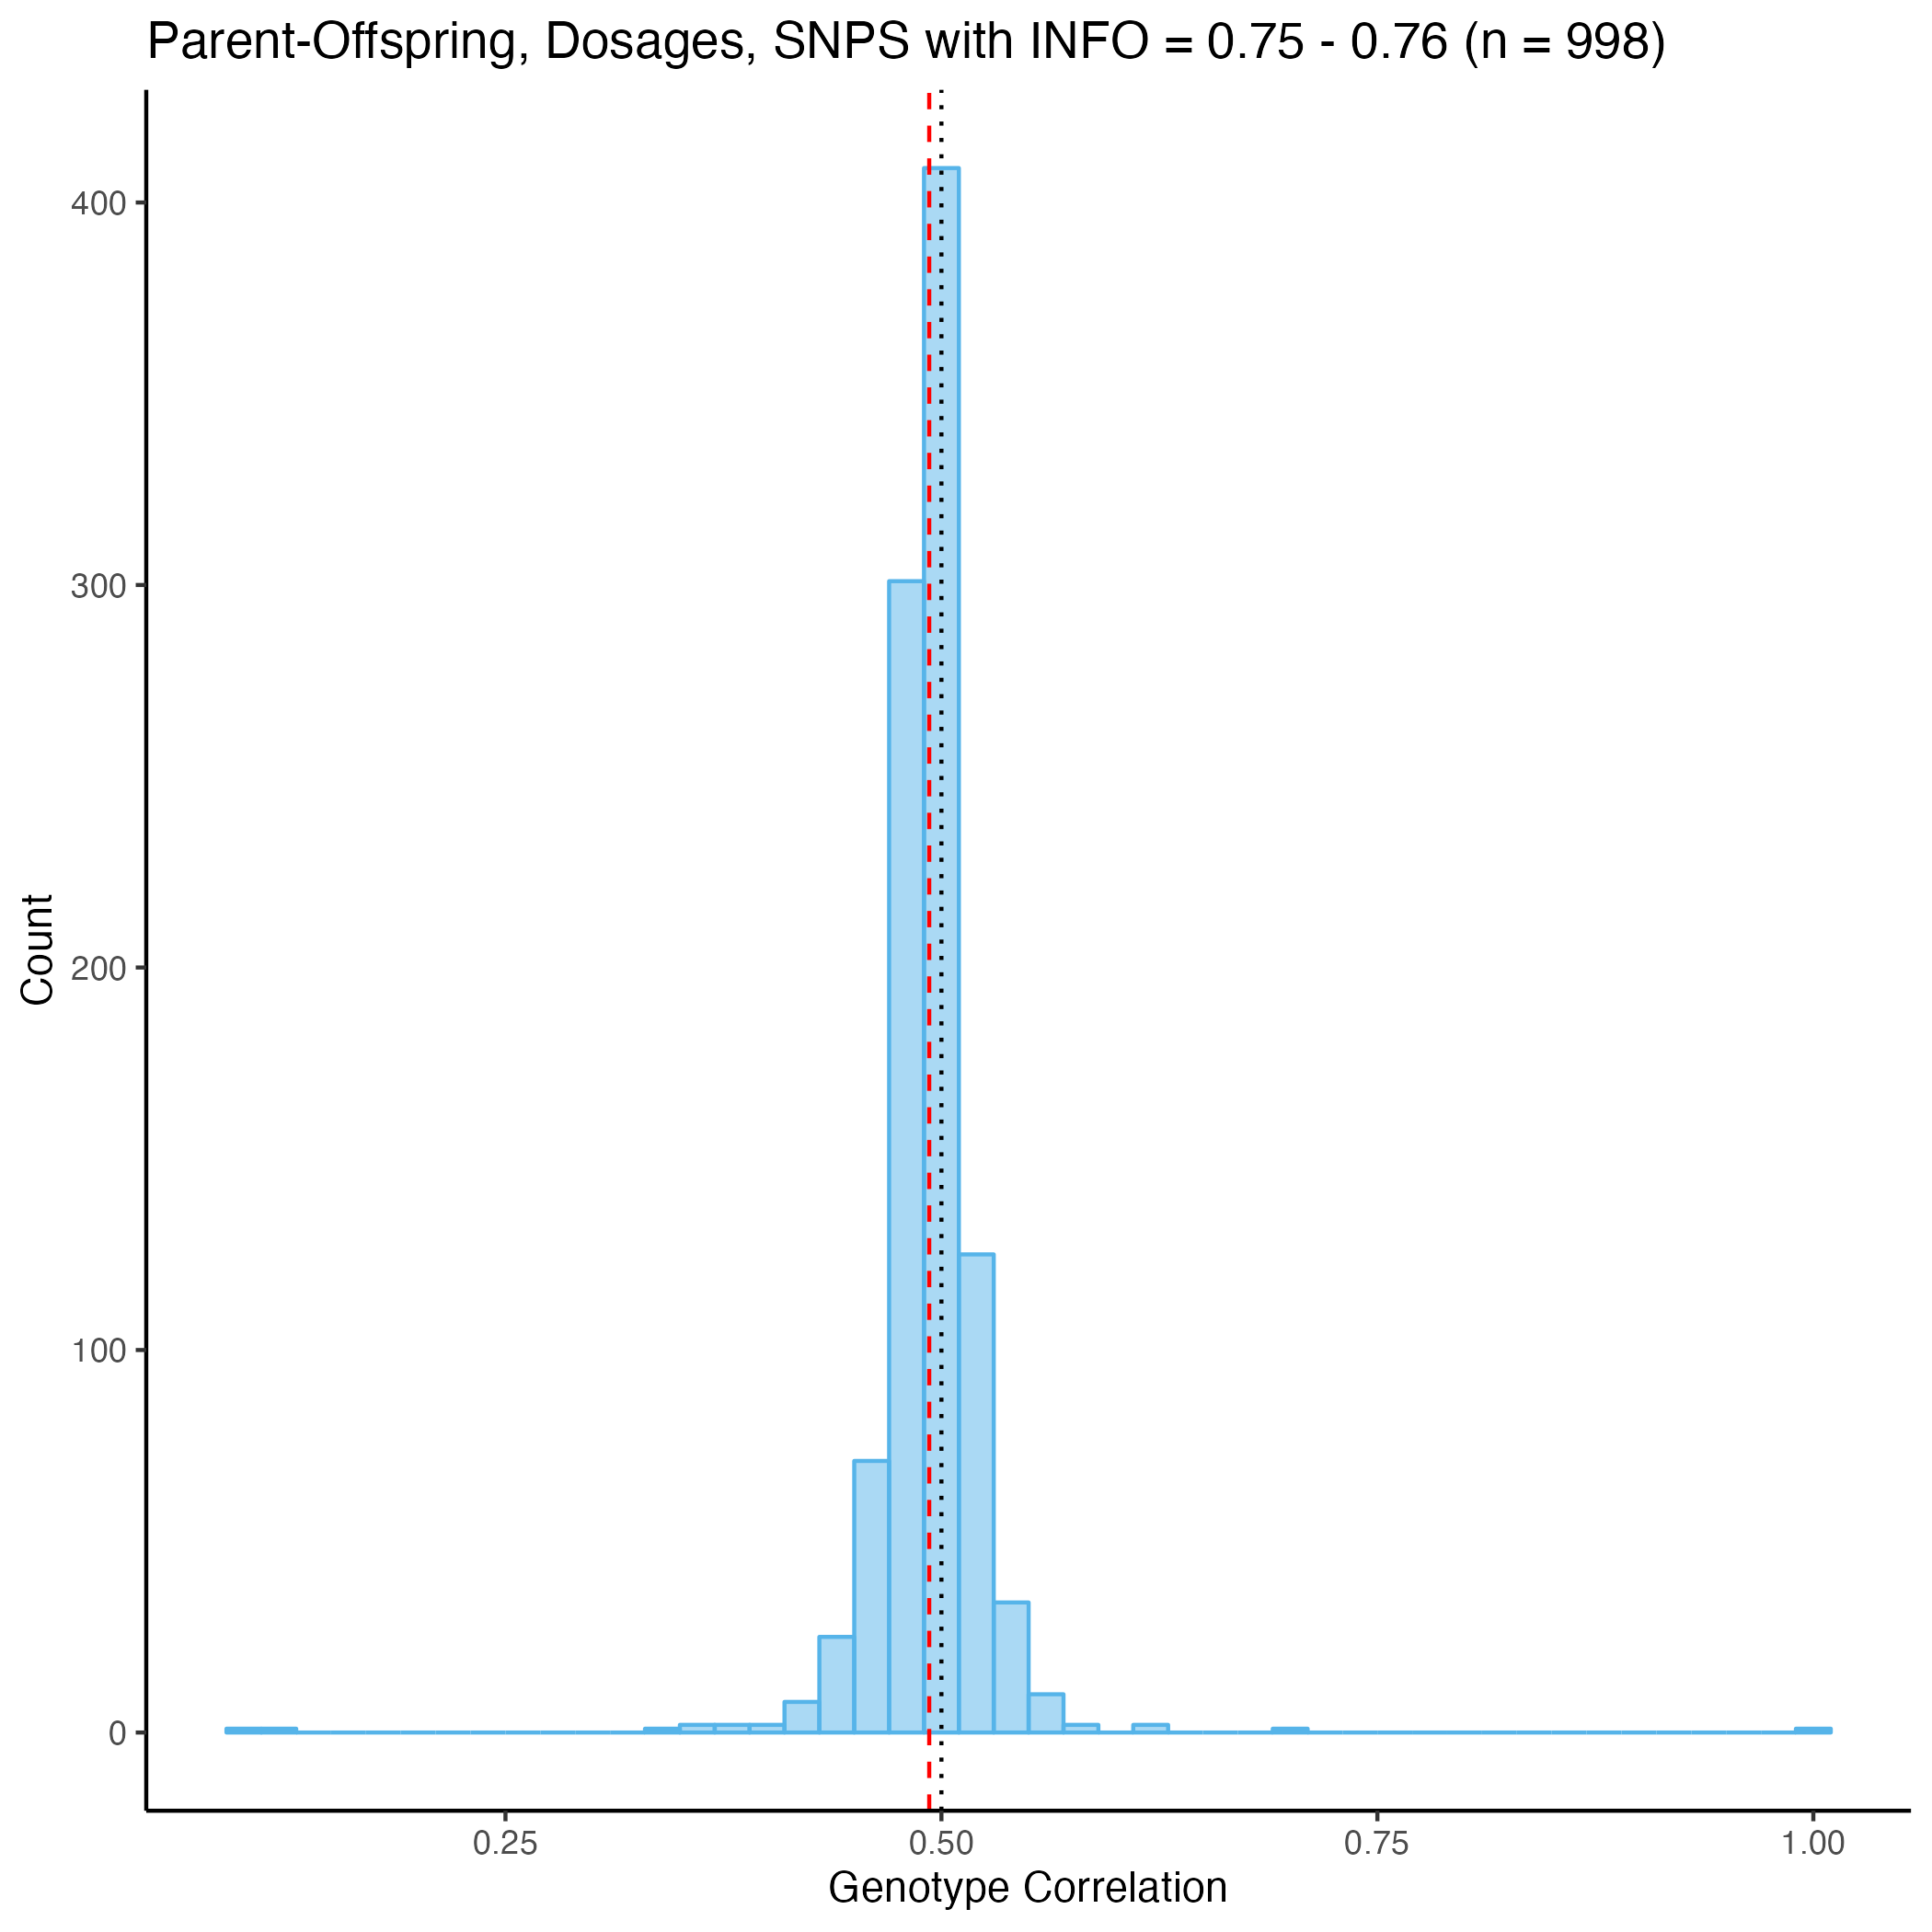 Parent-Offspring, Dosages, SNPS with INFO = 0.75 - 0.76 (n = 998)
Count
400
300
200
100
0
0.25 0.50 0.75 1.00
Genotype Correlation